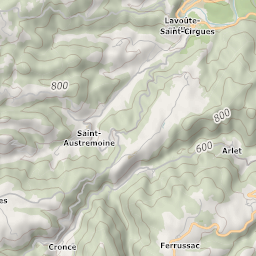 Lavoûte-
Saint-Cirgues
800
800
Saint-
Austremoine
600
Arlet
es
Cronce
Ferrussac